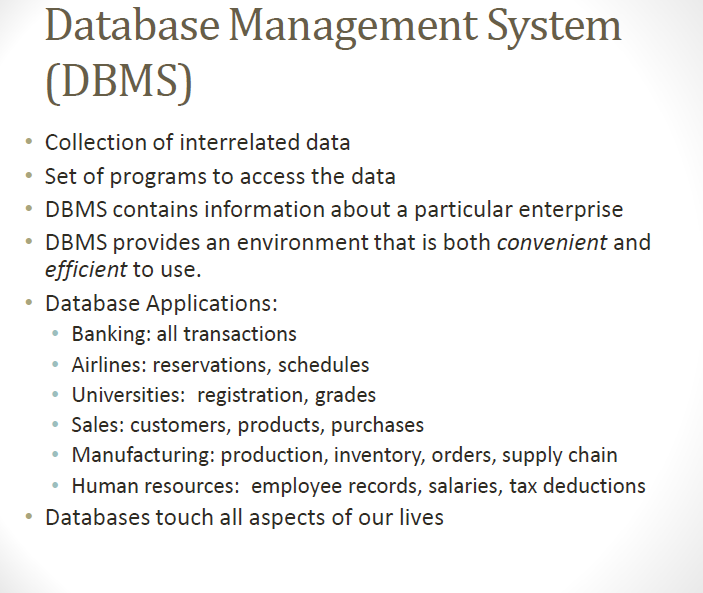 Database Management System
(DBMS)
• Collection of interrelated data
• Set of programs to access the data
• DBMS contains information about a particular enterprise
• DBMS provides an environment that is both convenient and
efficient to use.
• Database Applications:
• Banking: all transactions
• Airlines: reservations, schedules
• Universities:  registration, grades
• Sales: customers, products, purchases
• Manufacturing: production, inventory, orders, supply chain
• Human resources:  employee records, salaries, tax deductions
• Databases touch all aspects of our lives